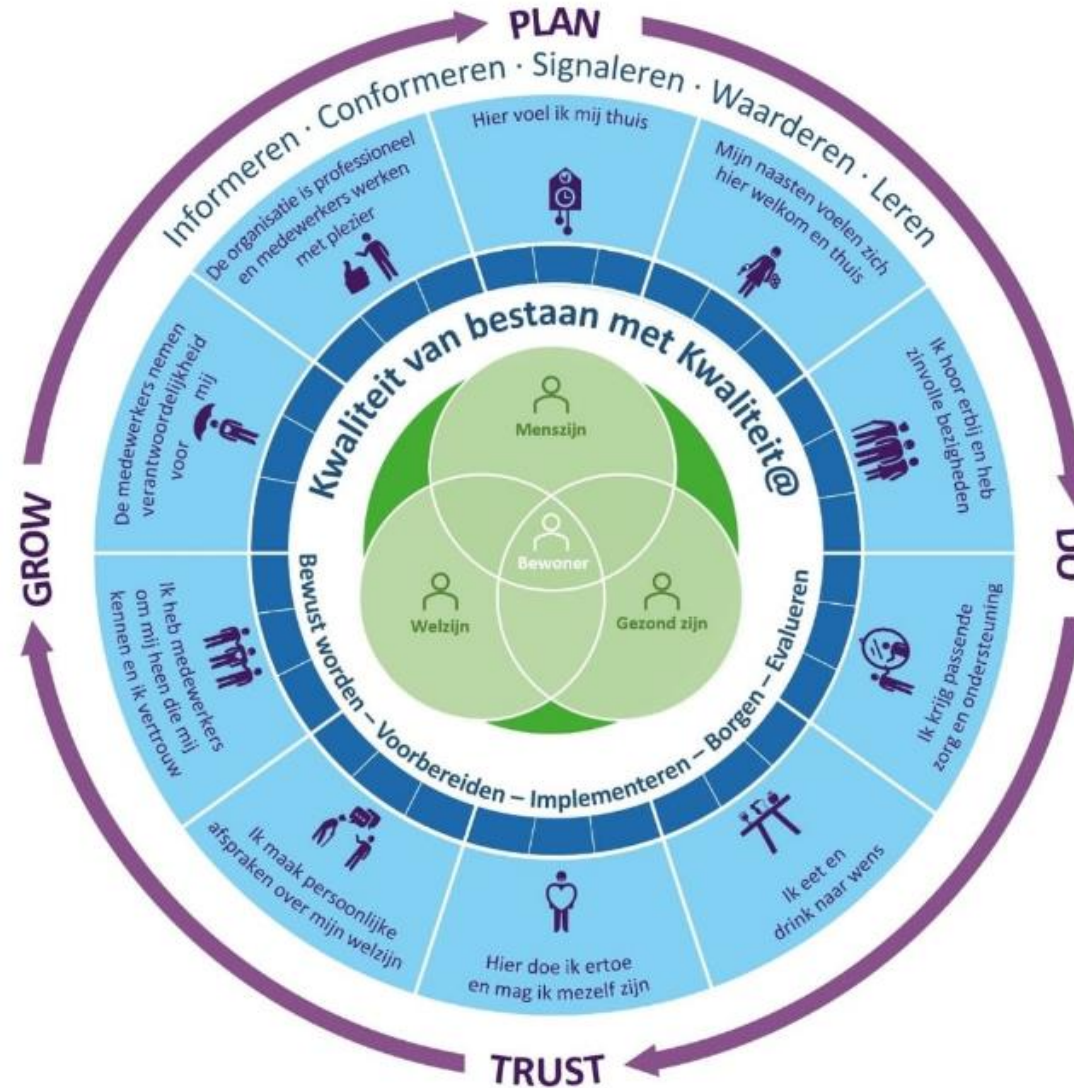 PLAN
Informeren · Conformeren · Signaleren · Waarderen · Leren
Hier voel ik mij thuis
Mijn naasten voelen zich
hier welkom en thuis
Ik hoor erbij en heb
zinvolle bezigheden
DO
Ik krijg passende
zorg en ondersteuning
Ik eet en
drink naar wens
Hier doe ik ertoe
en mag ik mezelf zijn
TRUST
Ik maak persoonlijke
afspraken over mijn welzijn
Ik heb medewerkers
om mij heen die mij
kennen en ik vertrouw
GROW
De medewerkers nemen
verantwoordelijkheid
voor mij
De organisatie is professioneel
en medewerkers werken
met plezier
Kwaliteit van bestaan met Kwaliteit@
Menszijn
Bewoner
Welzijn
Gezond zijn
Bewust worden – Voorbereiden – Implementeren – Borgen – Evalueren